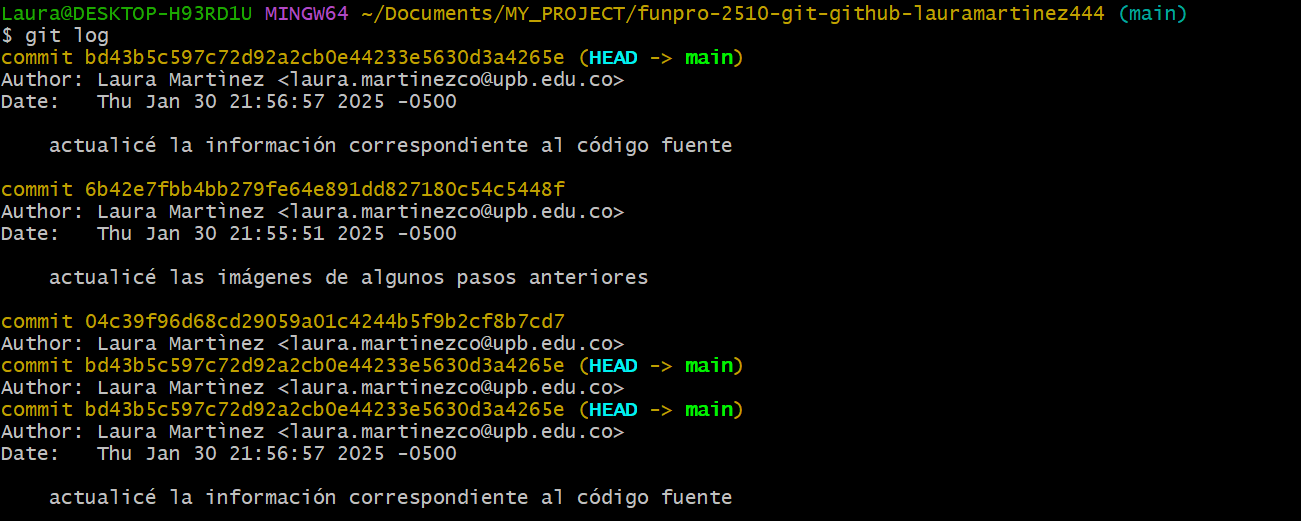 Laura@DESKTOP-H93RD1U MINGW64 ~/Documents/MY_PROJECT/funpro-2510-git-github-lauramartinez444 (main)
$ git log
commit bd43b5c597c72d92a2cb0e44233e5630d3a4265e (HEAD -> main)
Author: Laura Martìnez <laura.martinezco@upb.edu.co>
Date:   Thu Jan 30 21:56:57 2025 -0500
    actualicé la información correspondiente al código fuente
commit 6b42e7fbb4bb279fe64e891dd827180c54c5448f
Author: Laura Martìnez <laura.martinezco@upb.edu.co>
Date:   Thu Jan 30 21:55:51 2025 -0500
    actualicé las imágenes de algunos pasos anteriores
commit 04c39f96d68cd29059a01c4244b5f9b2cf8b7cd7
Author: Laura Martìnez <laura.martinezco@upb.edu.co>
commit bd43b5c597c72d92a2cb0e44233e5630d3a4265e (HEAD -> main)
Author: Laura Martìnez <laura.martinezco@upb.edu.co>
commit bd43b5c597c72d92a2cb0e44233e5630d3a4265e (HEAD -> main)
Author: Laura Martìnez <laura.martinezco@upb.edu.co>
Date:   Thu Jan 30 21:56:57 2025 -0500
    actualicé la información correspondiente al código fuente